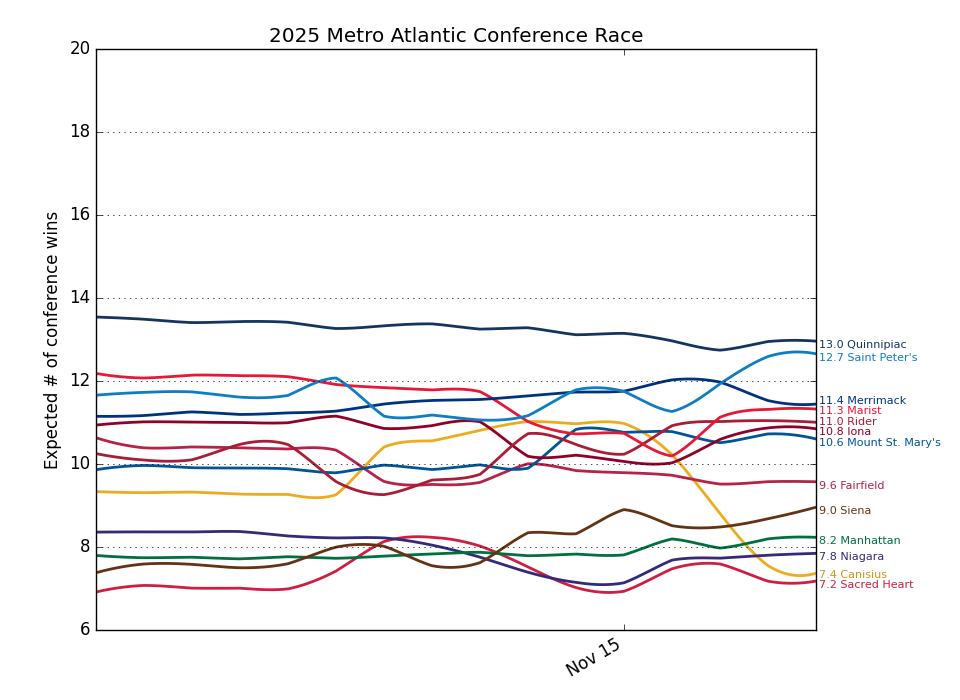 2025 Metro Atlantic Conference Race
Expected # of conference wins
20
18
16
14
12
10
8
6
Nov 15
13.0 Quinnipiac
12.7 Saint Peter's
11.4 Merrimack
11.3 Marist
11.0 Rider
10.8 Iona
10.6 Mount St. Mary's
9.6 Fairfield
9.0 Siena
8.2 Manhattan
7.8 Niagara
7.4 Canisius
7.2 Sacred Heart